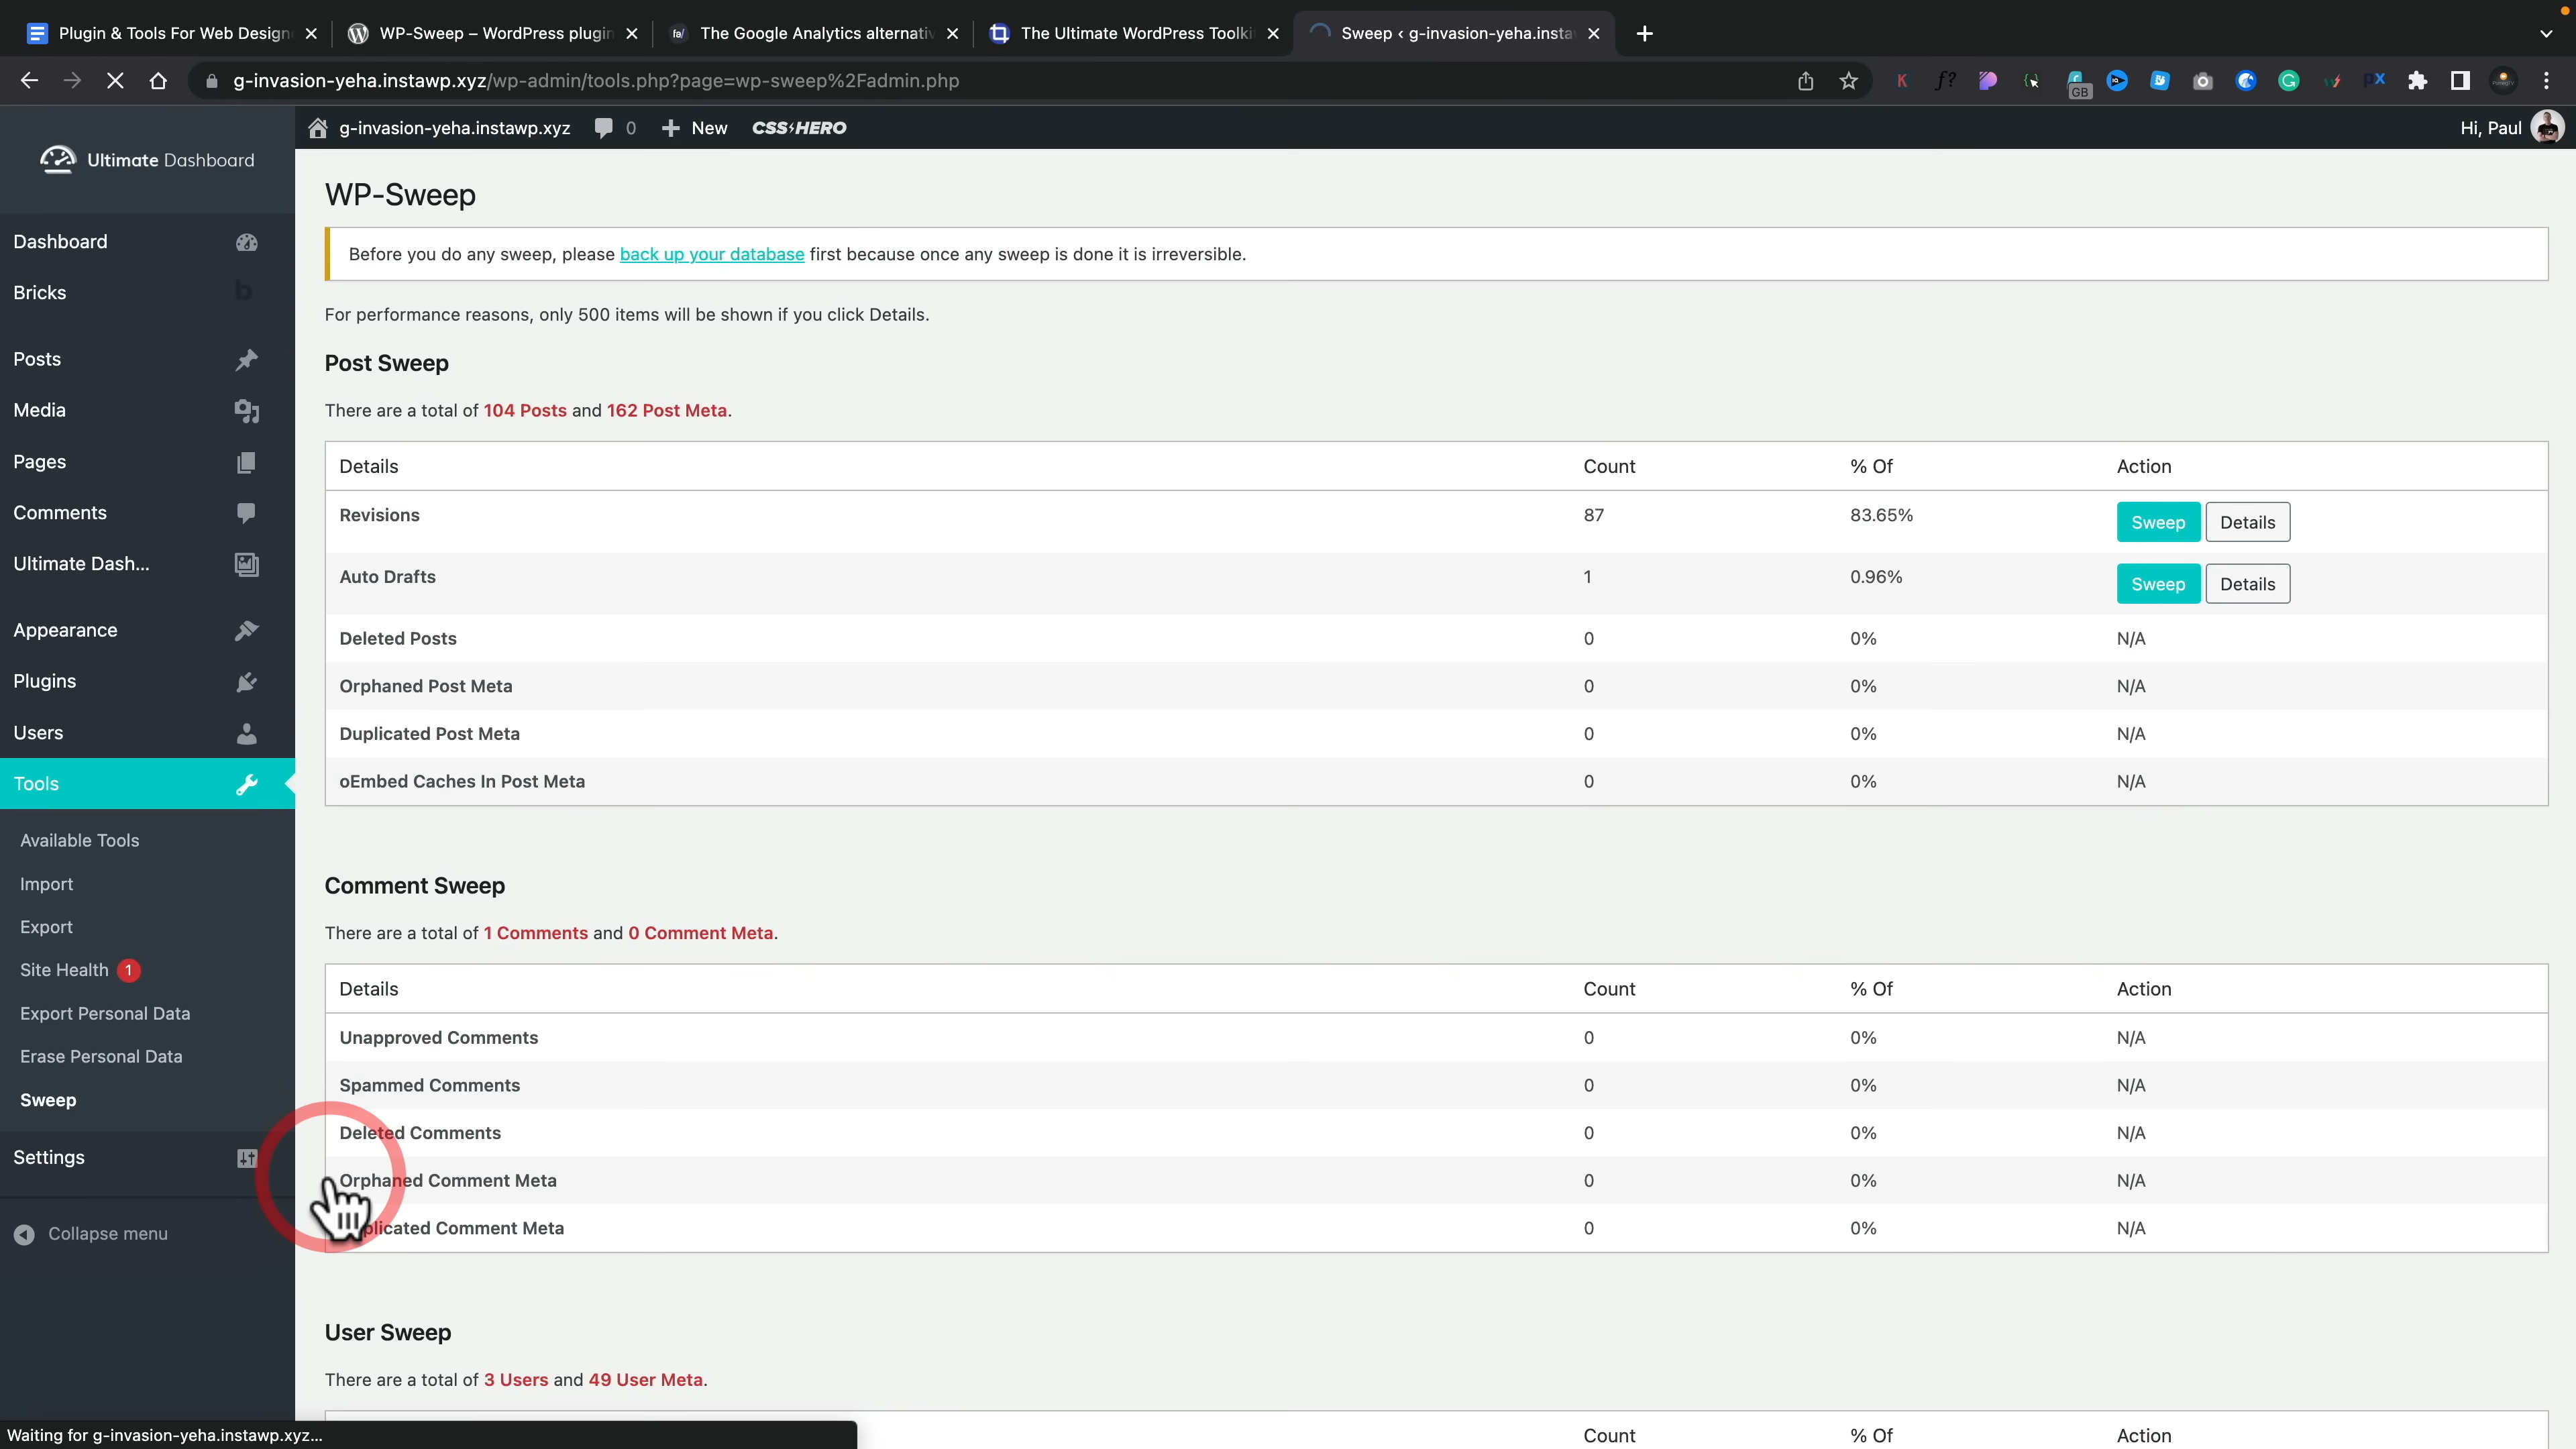 Plugin & Tools For Web Design
WP-Sweep – WordPress plugin
The Google Analytics alternativ
The Ultimate WordPress Toolki
Sweep ‹ g-invasion-yeha.insta
g-invasion-yeha.instawp.xyz/wp-admin/tools.php?page=wp-sweep%2Fadmin.php
GB
g-invasion-yeha.instawp.xyz
0
New
CSS HERO
Hi, Paul
Ultimate Dashboard
Dashboard
Bricks
Posts
Media
Pages
Comments
Ultimate Dash...
Appearance
Plugins
Users
Tools
Available Tools
Import
Export
Site Health 1
Export Personal Data
Erase Personal Data
Sweep
Settings
Collapse menu
WP-Sweep
Before you do any sweep, please back up your database first because once any sweep is done it is irreversible.
For performance reasons, only 500 items will be shown if you click Details.
Post Sweep
There are a total of 104 Posts and 162 Post Meta.
Details Count % Of Action
Revisions 87 83.65% Sweep Details
Auto Drafts 1 0.96% Sweep Details
Deleted Posts 0 0% N/A
Orphaned Post Meta 0 0% N/A
Duplicated Post Meta 0 0% N/A
oEmbed Caches In Post Meta 0 0% N/A
Comment Sweep
There are a total of 1 Comments and 0 Comment Meta.
Details Count % Of Action
Unapproved Comments 0 0% N/A
Spammed Comments 0 0% N/A
Deleted Comments 0 0% N/A
Orphaned Comment Meta 0 0% N/A
plicated Comment Meta 0 0% N/A
User Sweep
There are a total of 3 Users and 49 User Meta.
Count % Of Action
Waiting for g-invasion-yeha.instawp.xyz...